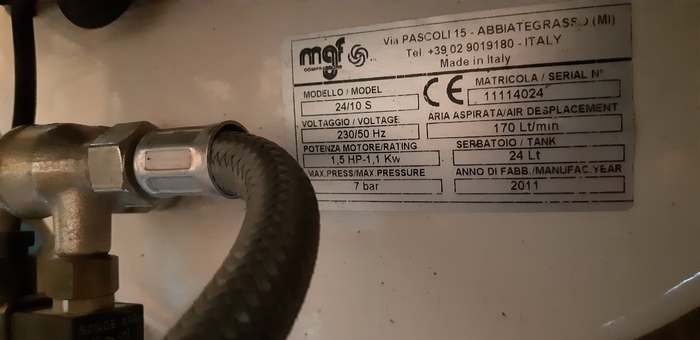 Via PASCOLI 15 - ABBIATEGRASSO (MI)
mgf
Tel. +39 02 9019180 - ITALY
COMPRESSORI
Made in Italy
MODELLO / MODEL
24/10 S
CE
MATRICOLA / SERIAL N°
11114024
VOLTAGGIO / VOLTAGE
230/50 Hz
ARIA ASPIRATA/AIR DESPLACEMENT
170 Lt/min
POTENZA MOTORE/RATING
1,5 HP-1,1 Kw
SERBATOIO / TANK
24 Lt
MAX.PRESS/MAX.PRESSURE
7 bar
ANNO DI FABB./MANUFAC.YEAR
2011